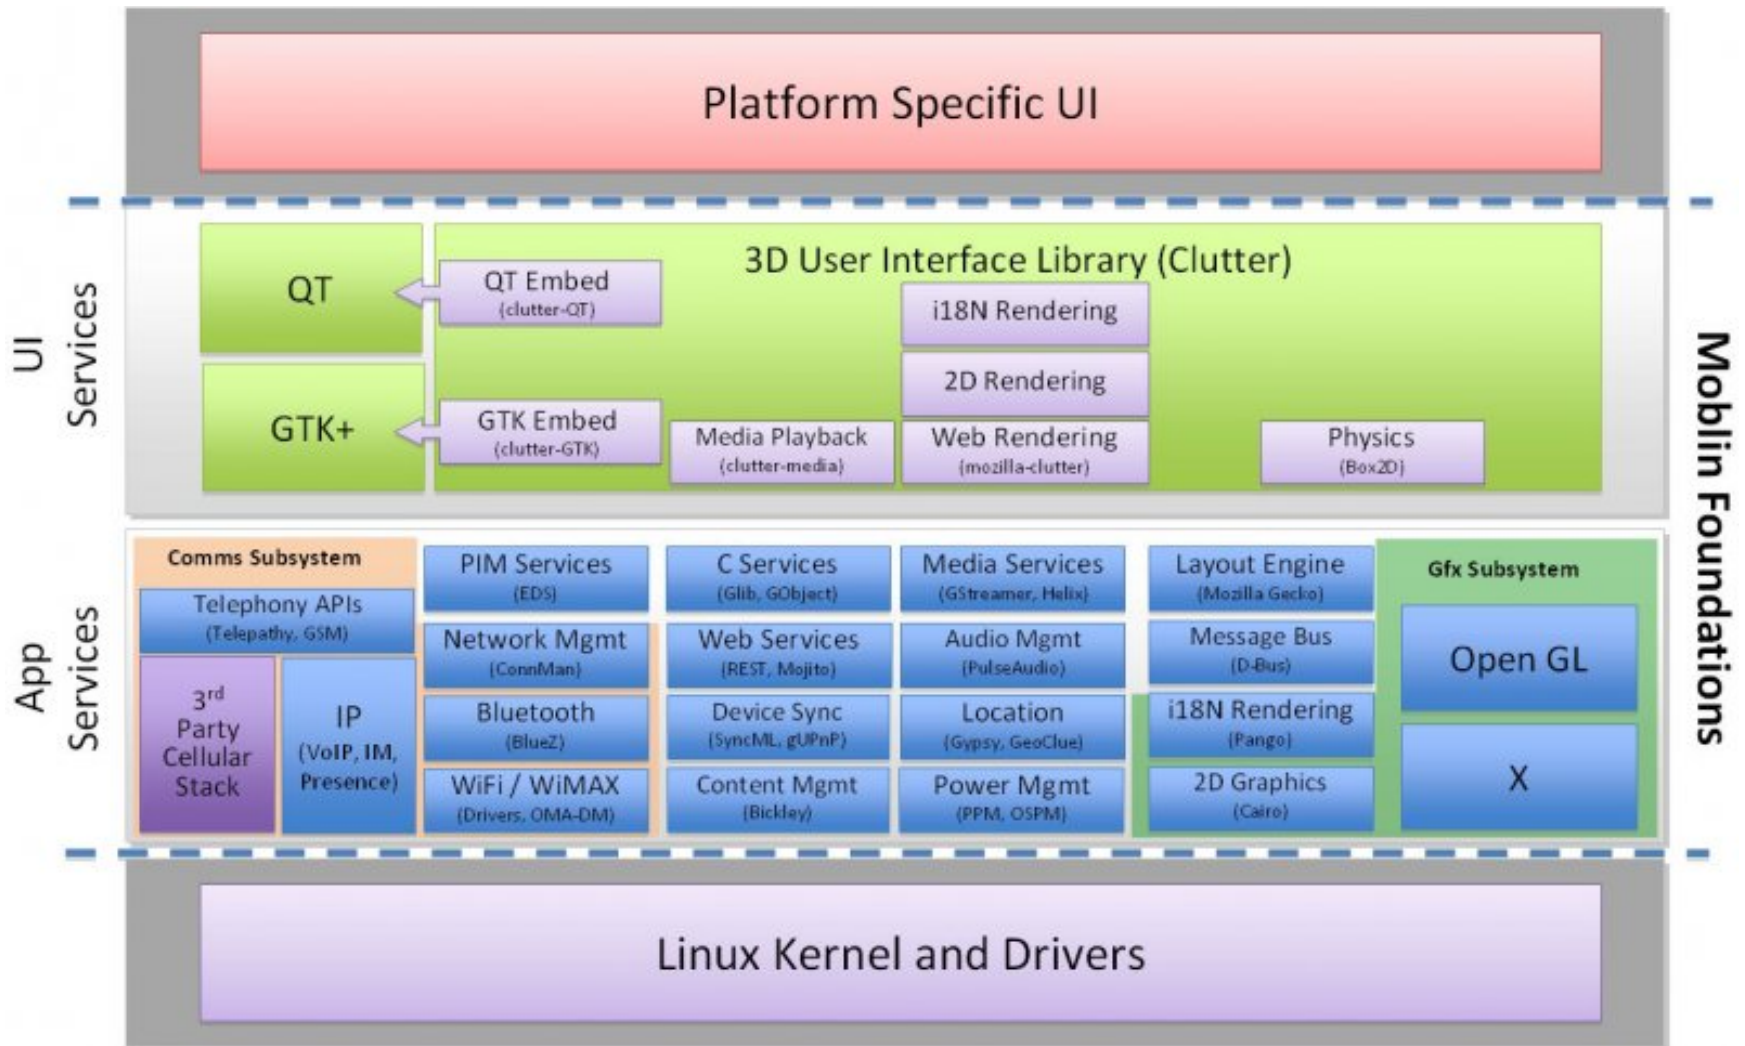 Platform Specific UI
UI
Services
QT
GTK+
3D User Interface Library (Clutter)
QT Embed
(clutter-QT)
GTK Embed
(clutter-GTK)
Media Playback
(clutter-media)
i18N Rendering
2D Rendering
Web Rendering
(mozilla-clutter)
Physics
(Box2D)
Moblin Foundations
App
Services
Comms Subsystem
Telephony APIs
(Telepathy, GSM)
3rd
Party
Cellular
Stack
IP
(VoIP, IM,
Presence)
PIM Services
(EDS)
Network Mgmt
(ConnMan)
Bluetooth
(BlueZ)
WiFi / WiMAX
(Drivers, OMA-DM)
C Services
(Glib, GObject)
Web Services
(REST, Mojito)
Device Sync
(SyncML, gUPnP)
Content Mgmt
(Bickley)
Media Services
(GStreamer, Helix)
Audio Mgmt
(PulseAudio)
Location
(Gypsy, GeoClue)
Power Mgmt
(PPM, OSPM)
Layout Engine
(Mozilla Gecko)
Message Bus
(D-Bus)
i18N Rendering
(Pango)
2D Graphics
(Cairo)
Gfx Subsystem
Open GL
X
Linux Kernel and Drivers